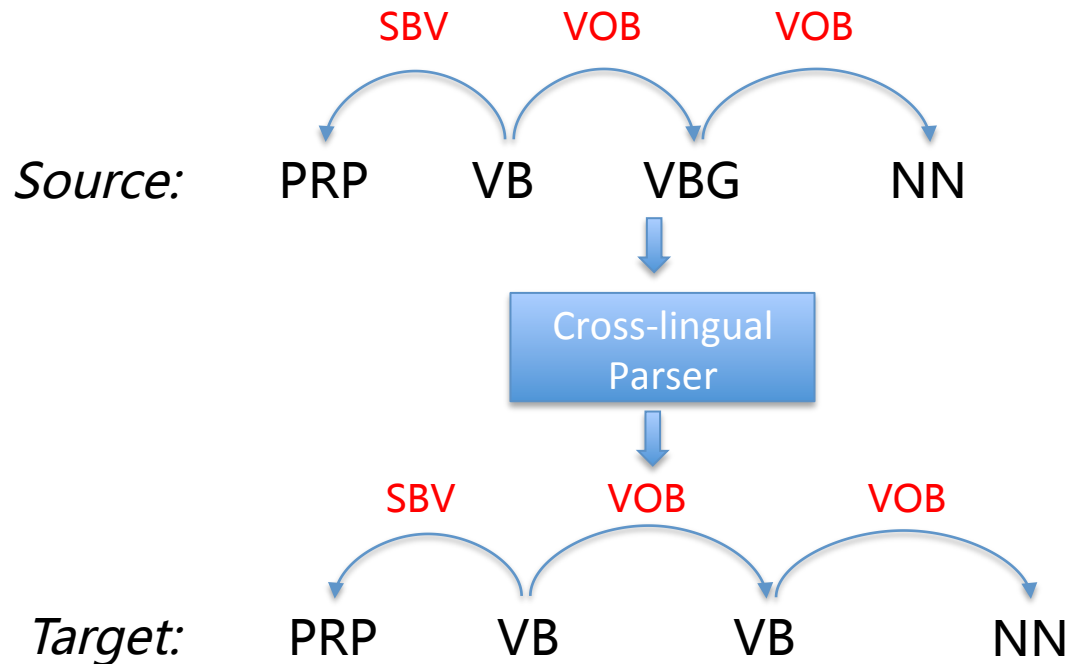 SBV VOB VOB
Source: PRP VB VBG NN
Cross-lingual
Parser
SBV VOB VOB
Target: PRP VB VB NN